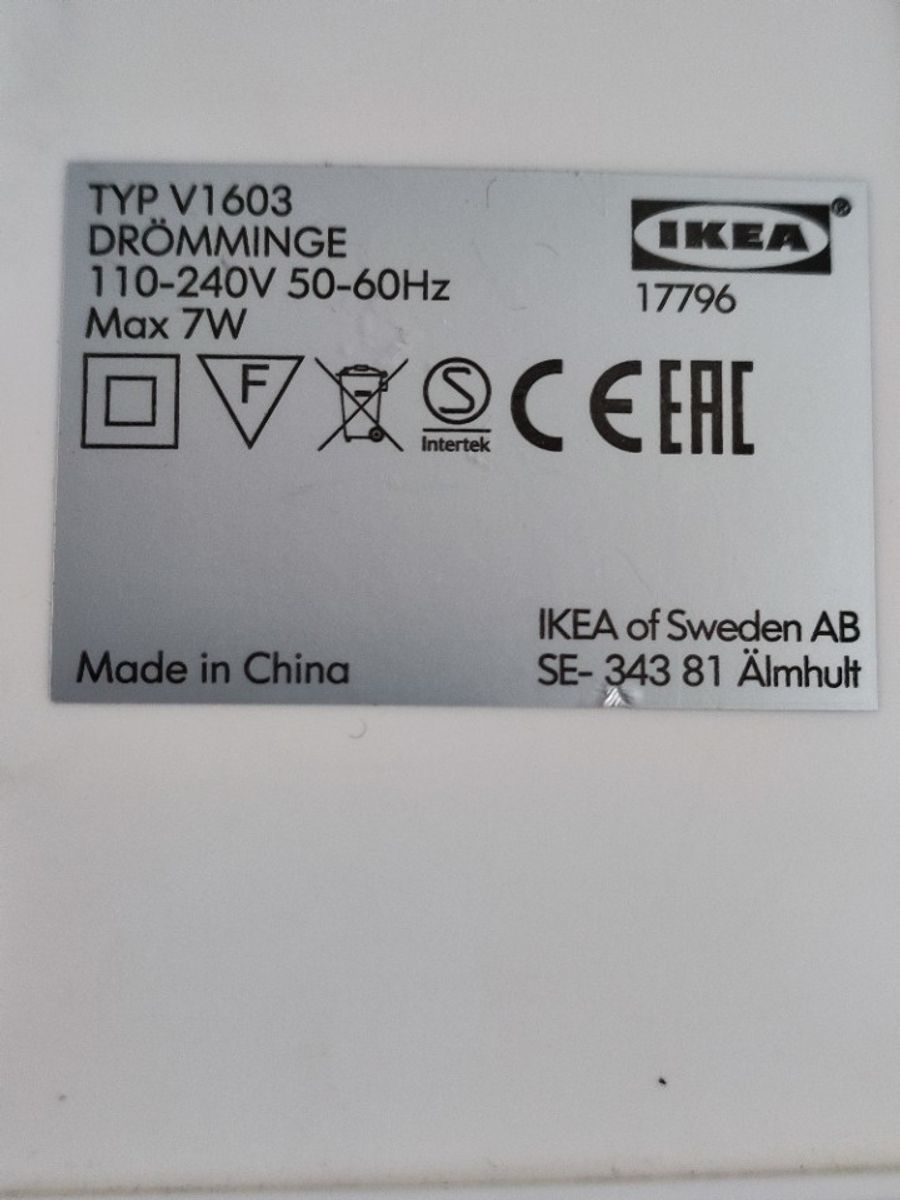 TYP V1603
DRÖMMINGE
110-240V 50-60Hz
Max 7W
IKEA®
17796
F
S
Intertek
CE
EAC
Made in China
IKEA of Sweden AB
SE- 343 81 Älmhult